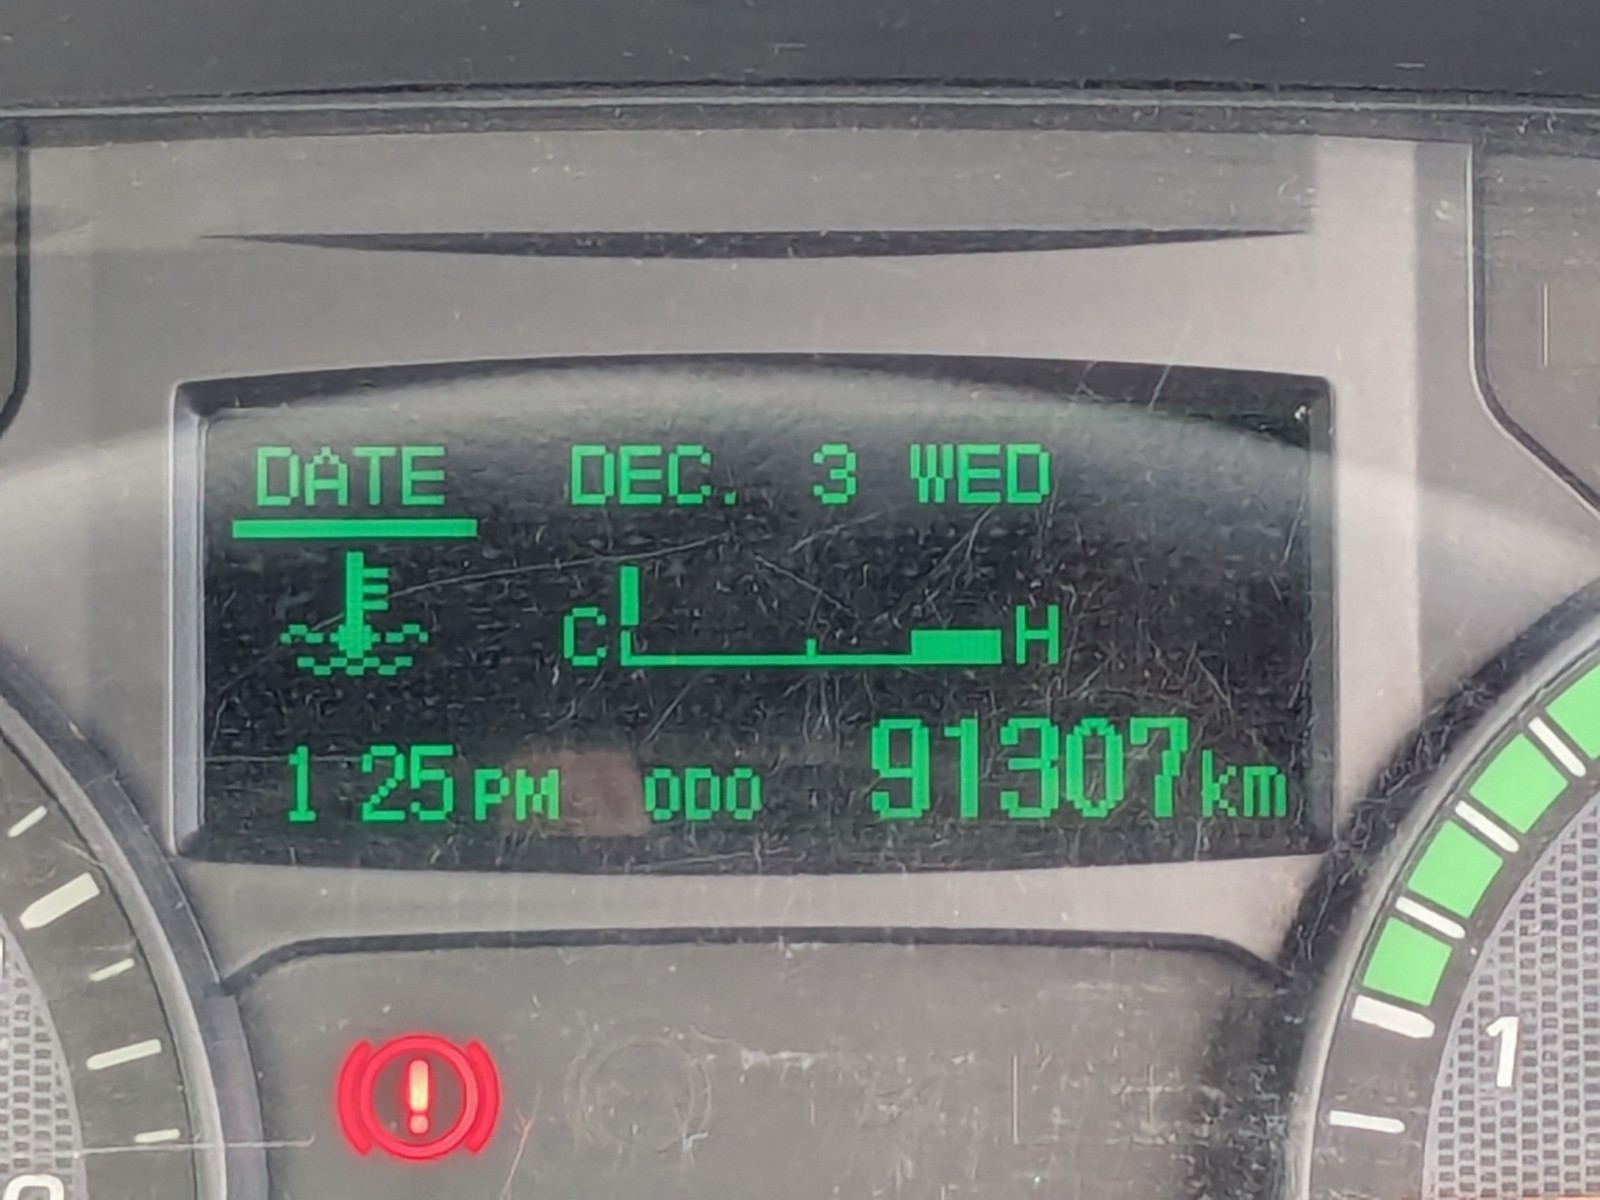 DATE DEC. 3 WED
C H
1 25 PM ODO 91307 km
!
1